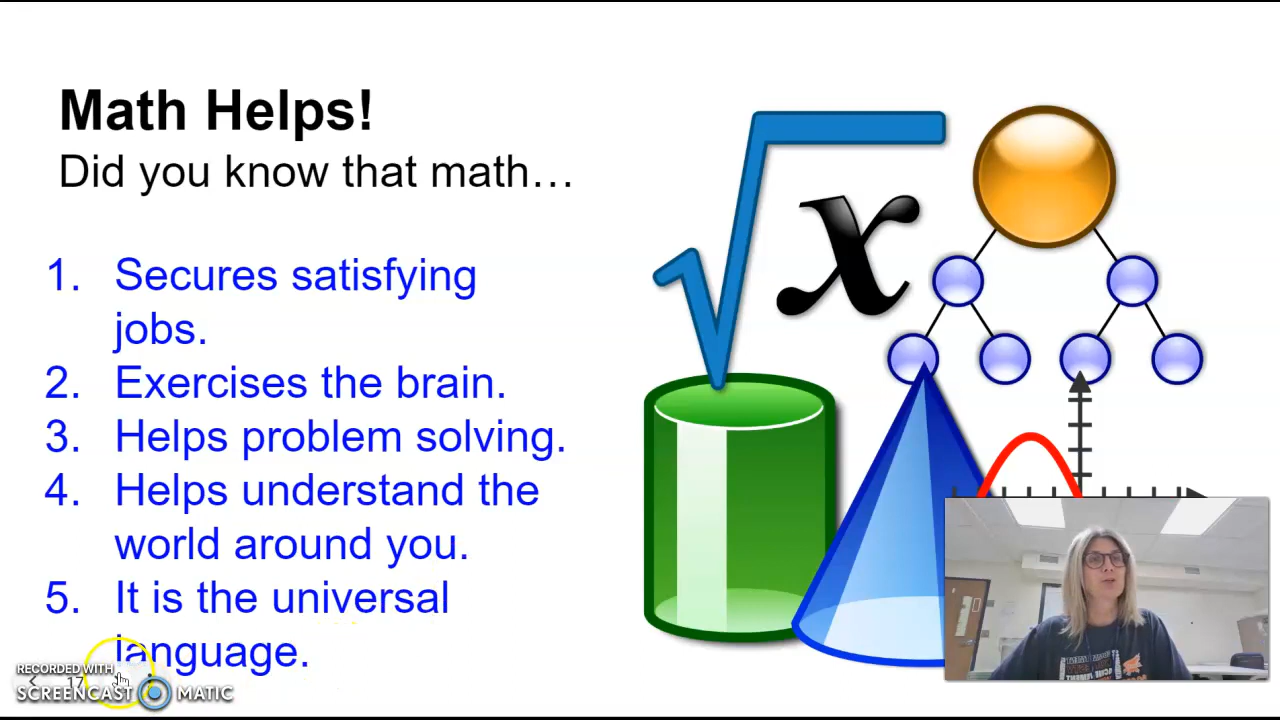 Math Helps!
Did you know that math…
1. Secures satisfying
jobs.
2. Exercises the brain.
3. Helps problem solving.
4. Helps understand the
world around you.
5. It is the universal
language.
x
RECORDED WITH
17
SCREENCAST MATIC